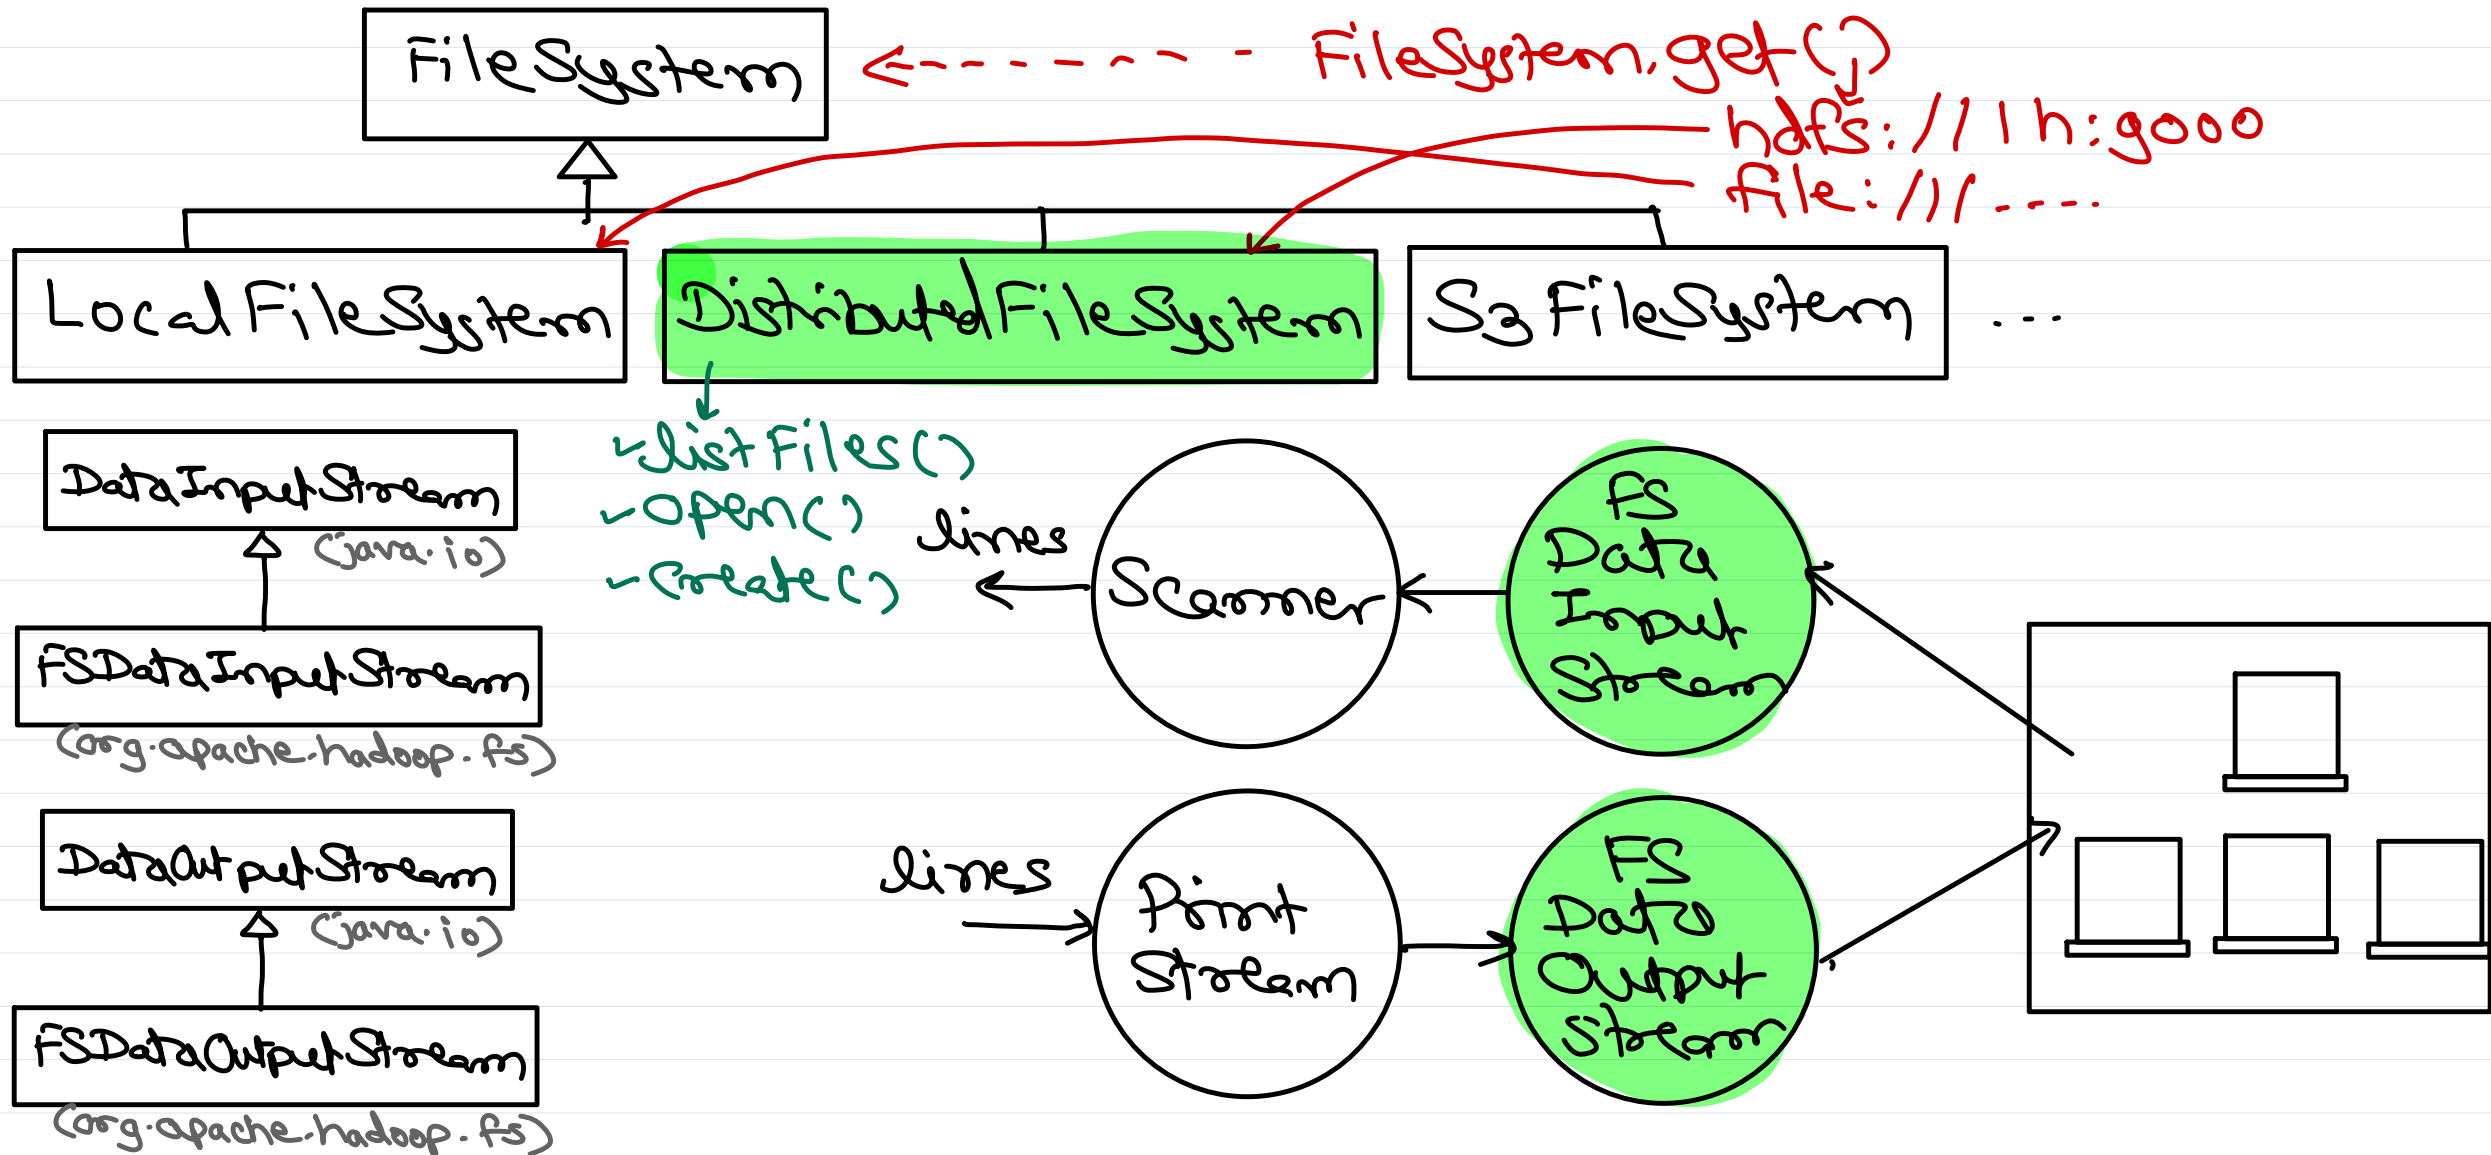 FileSystem
FileSystem.get()
hdfs://lh:9000
file:/// ----
LocalFileSystem
DistributedFileSystem
S3FileSystem
...
- listFiles()
- open()
- create()
DataInputStream
(java.io)
FSDataInputStream
(org.apache.hadoop.fs)
DataOutputStream
(java.io)
FSDataOutputStream
(org.apache.hadoop.fs)
lines
Scanner
FS
Data
Input
Stream
lines
Print
Stream
FS
Data
Output
Stream